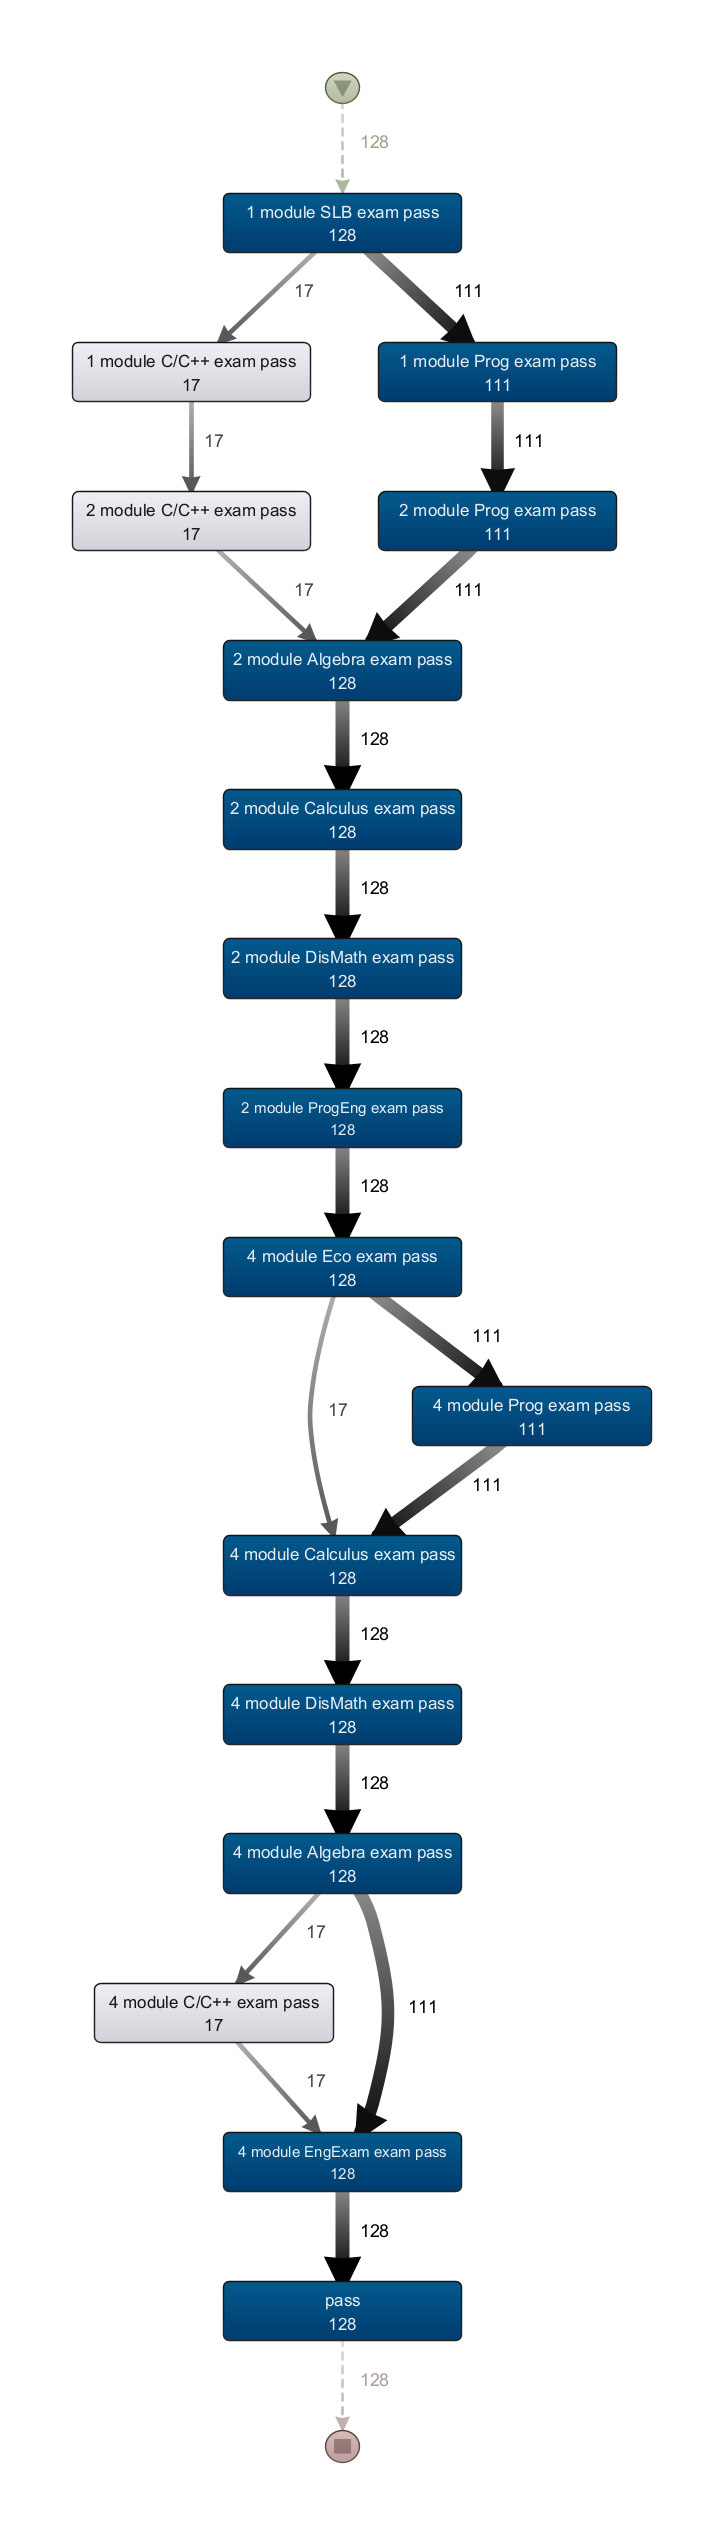 128
1 module SLB exam pass
128
17
111
1 module C/C++ exam pass
17
1 module Prog exam pass
111
17
111
2 module C/C++ exam pass
17
2 module Prog exam pass
111
17
111
2 module Algebra exam pass
128
128
2 module Calculus exam pass
128
128
2 module DisMath exam pass
128
128
2 module ProgEng exam pass
128
128
4 module Eco exam pass
128
111
17
4 module Prog exam pass
111
111
4 module Calculus exam pass
128
128
4 module DisMath exam pass
128
128
4 module Algebra exam pass
128
17
111
4 module C/C++ exam pass
17
17
4 module EngExam exam pass
128
128
pass
128
128